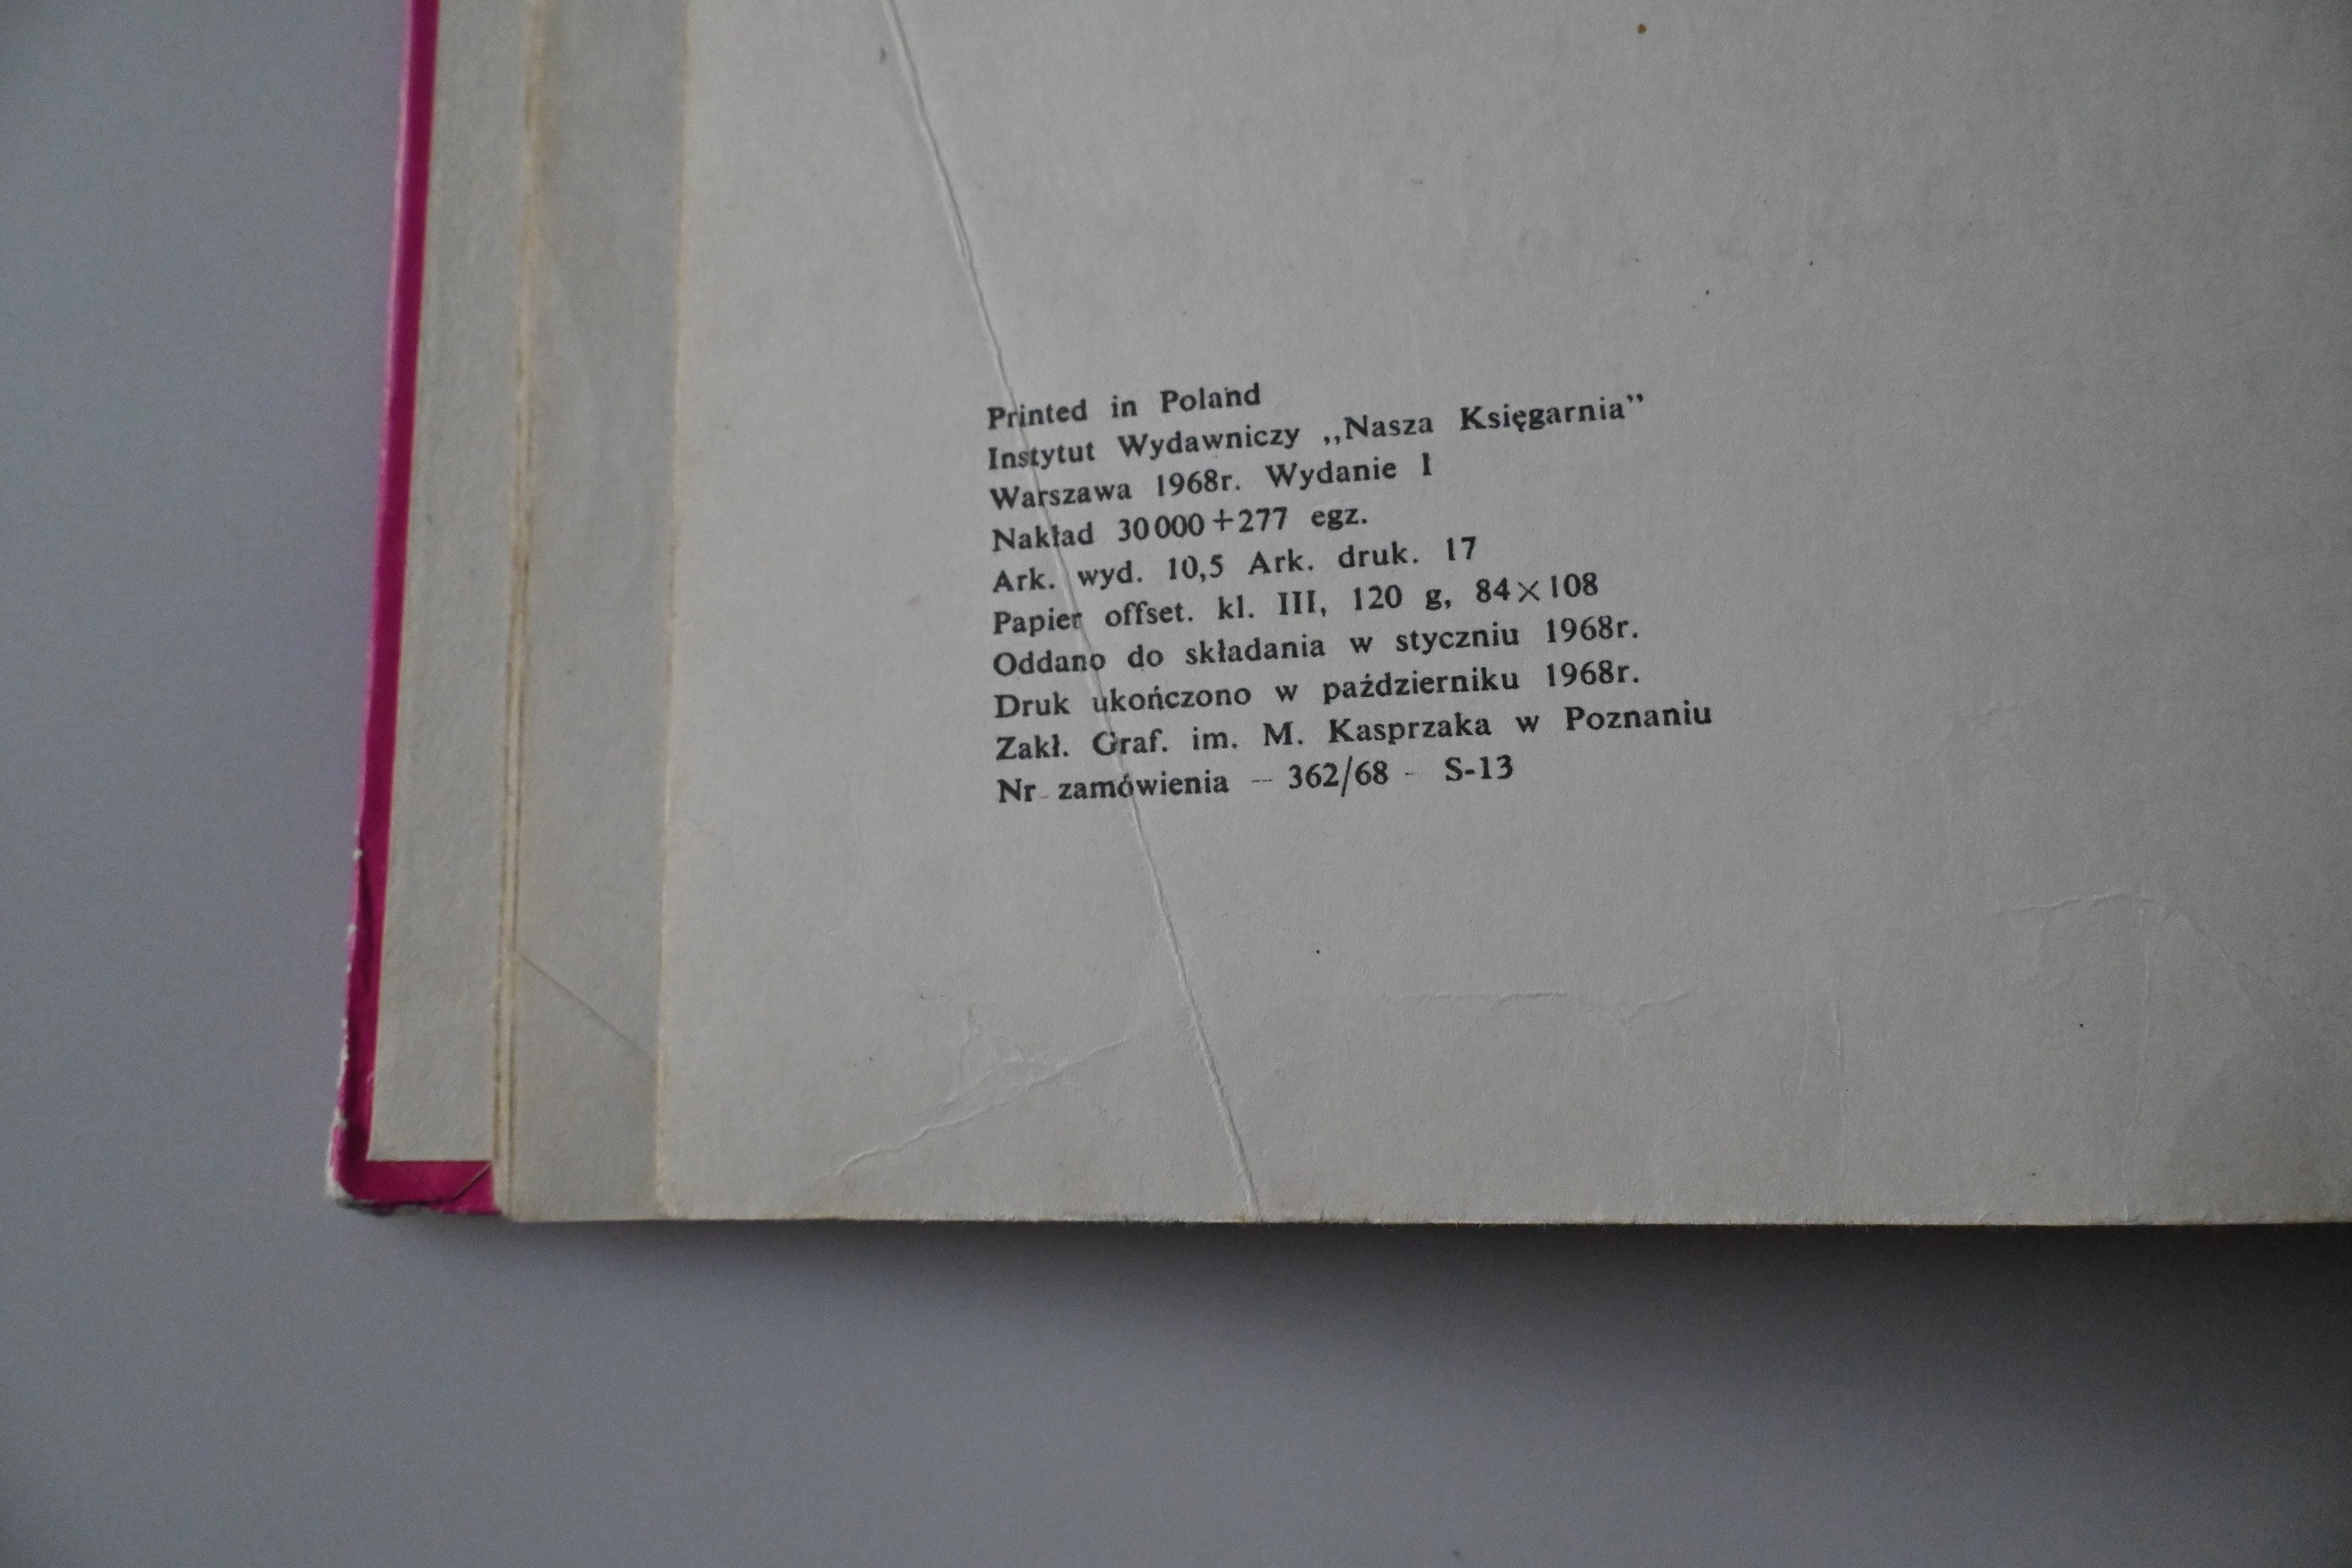 Printed in Poland
Instytut Wydawniczy ,,Nasza Księgarnia”
Warszawa 1968r. Wydanie I
Nakład 30 000 + 277 egz.
Ark. wyd. 10,5 Ark. druk. 17
Papier offset. kl. III, 120 g, 84×108
Oddano do składania w styczniu 1968r.
Druk ukończono w październiku 1968r.
Zakł. Graf. im. M. Kasprzaka w Poznaniu
Nr zamówienia – 362/68 - S-13